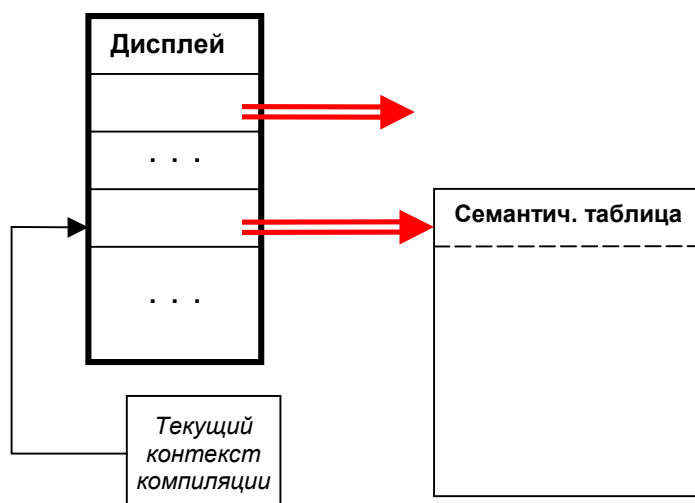 Дисплей
. . .
Семантич. таблица
. . .
Текущий
контекст
компиляции